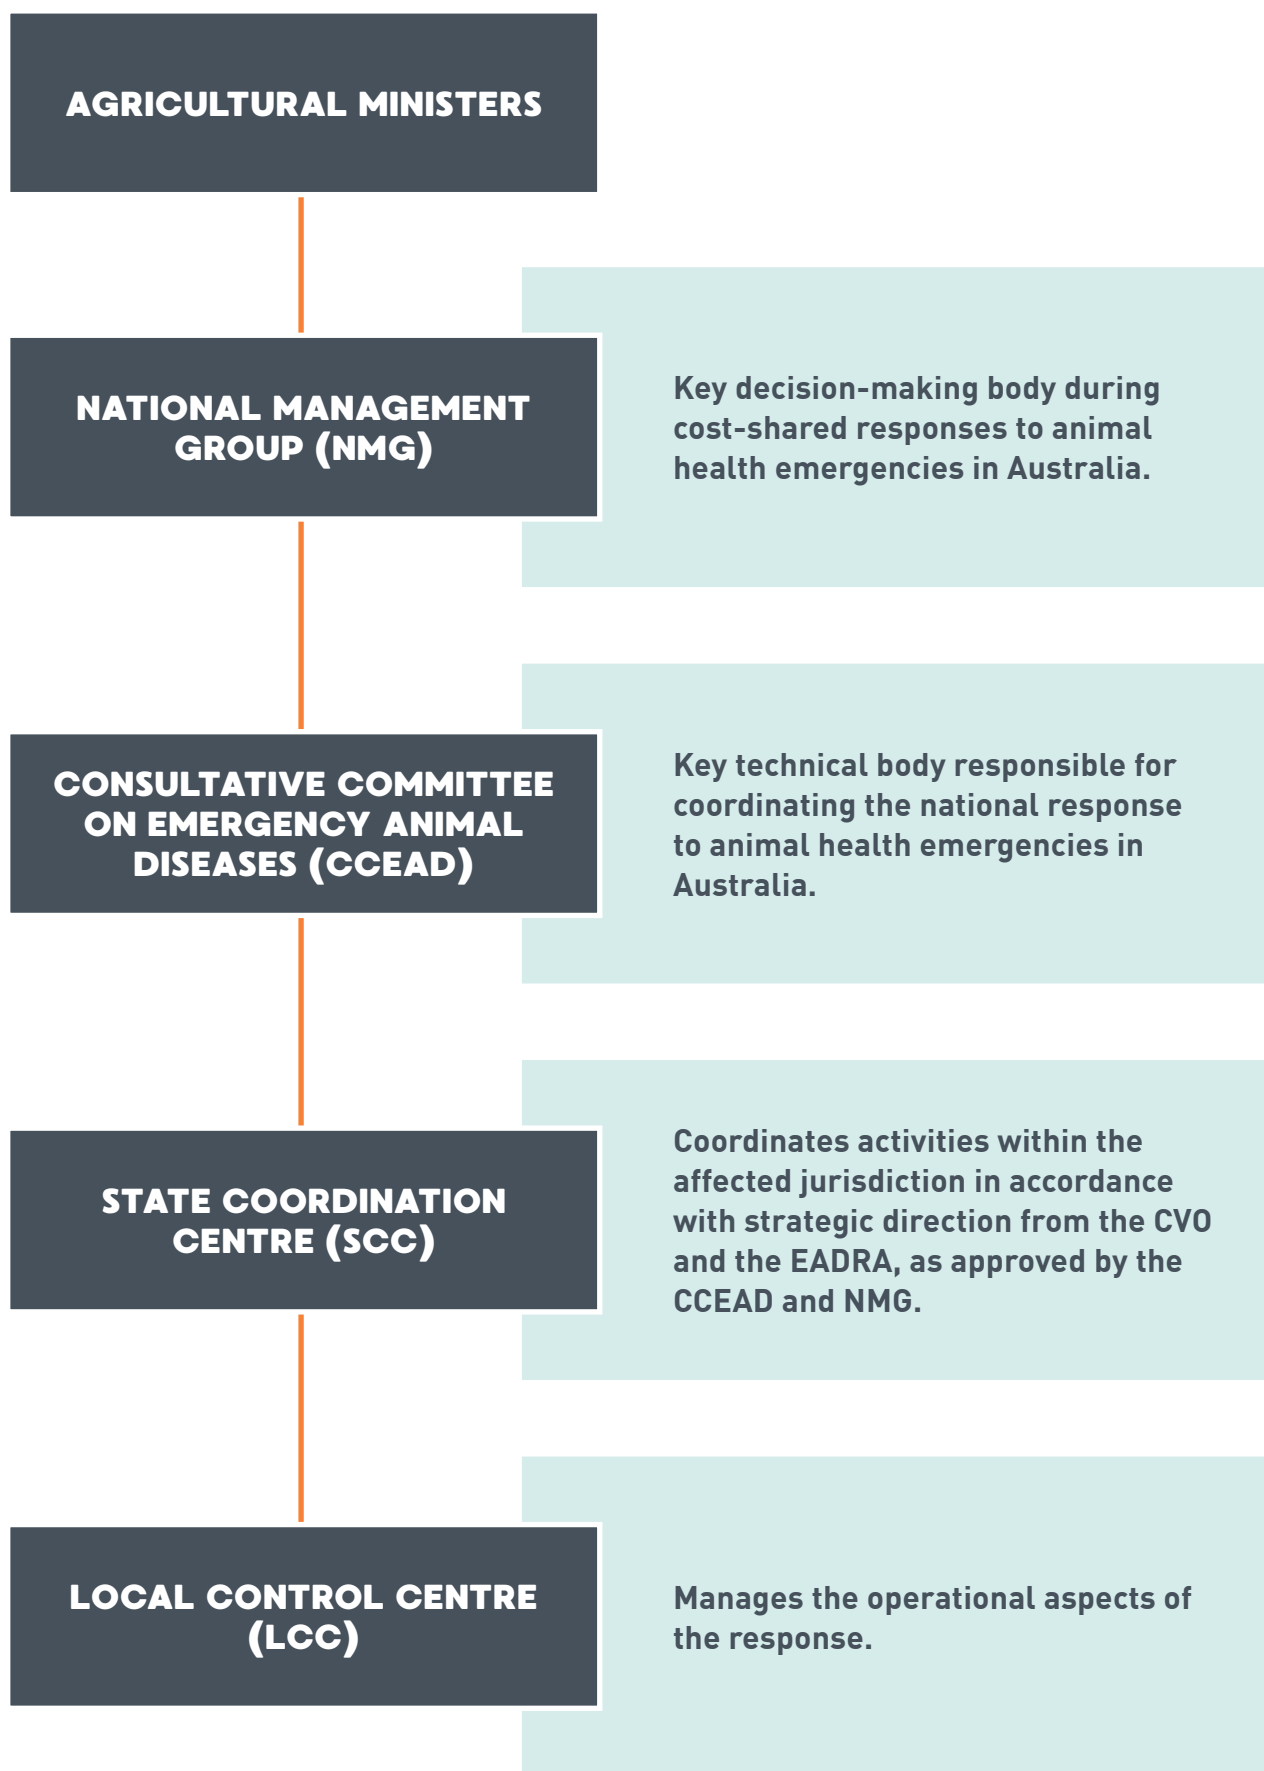 AGRICULTURAL MINISTERS
NATIONAL MANAGEMENT
GROUP (NMG)
Key decision-making body during
cost-shared responses to animal
health emergencies in Australia.
CONSULTATIVE COMMITTEE
ON EMERGENCY ANIMAL
DISEASES (CCEAD)
Key technical body responsible for
coordinating the national response
to animal health emergencies in
Australia.
STATE COORDINATION
CENTRE (SCC)
Coordinates activities within the
affected jurisdiction in accordance
with strategic direction from the CVO
and the EADRA, as approved by the
CCEAD and NMG.
LOCAL CONTROL CENTRE
(LCC)
Manages the operational aspects of
the response.